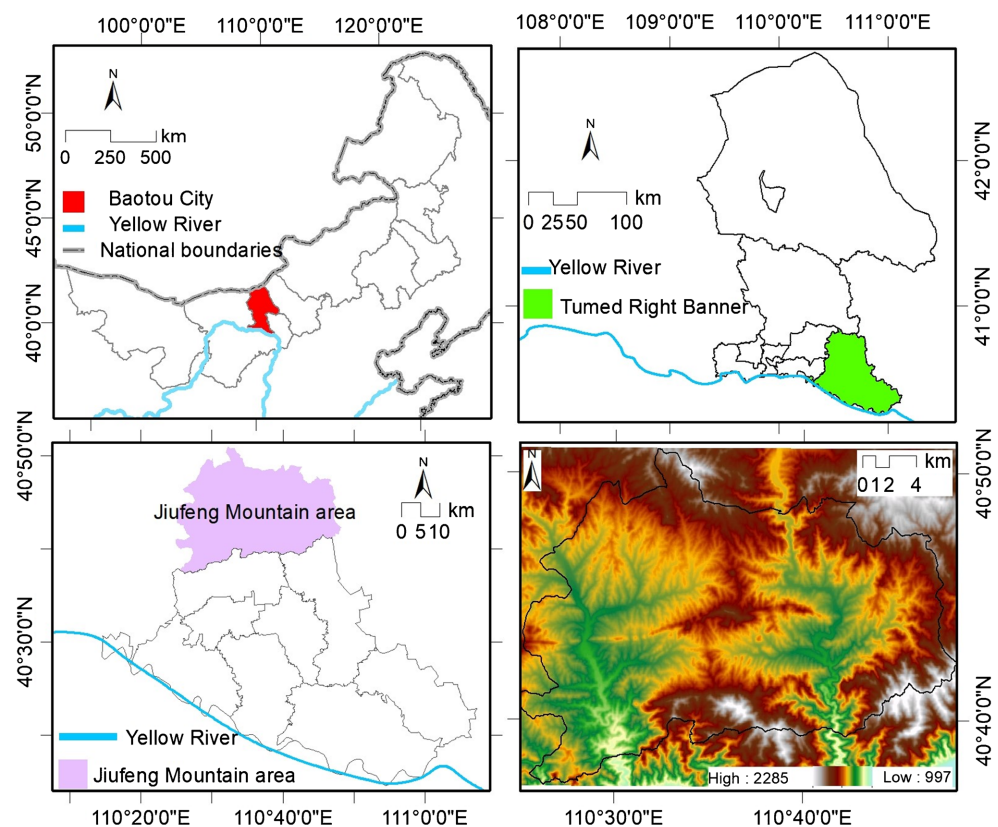 100°0'0"E 110°0'0"E 120°0'0"E
50°0'0"N
45°0'0"N
40°0'0"N
N
km
0 250 500
Baotou City
Yellow River
National boundaries
108°0'0"E 109°0'0"E 110°0'0"E 111°0'0"E
42°0'0"N
41°0'0"N
N
km
0 25 50 100
Yellow River
Tumed Right Banner
40°50'0"N
40°30'0"N
N
km
0 5 10
Jiufeng Mountain area
Yellow River
Jiufeng Mountain area
110°20'0"E 110°40'0"E 111°0'0"E
N
km
0 1 2 4
40°50'0"N
40°40'0"N
High : 2285 Low : 997
110°30'0"E 110°40'0"E